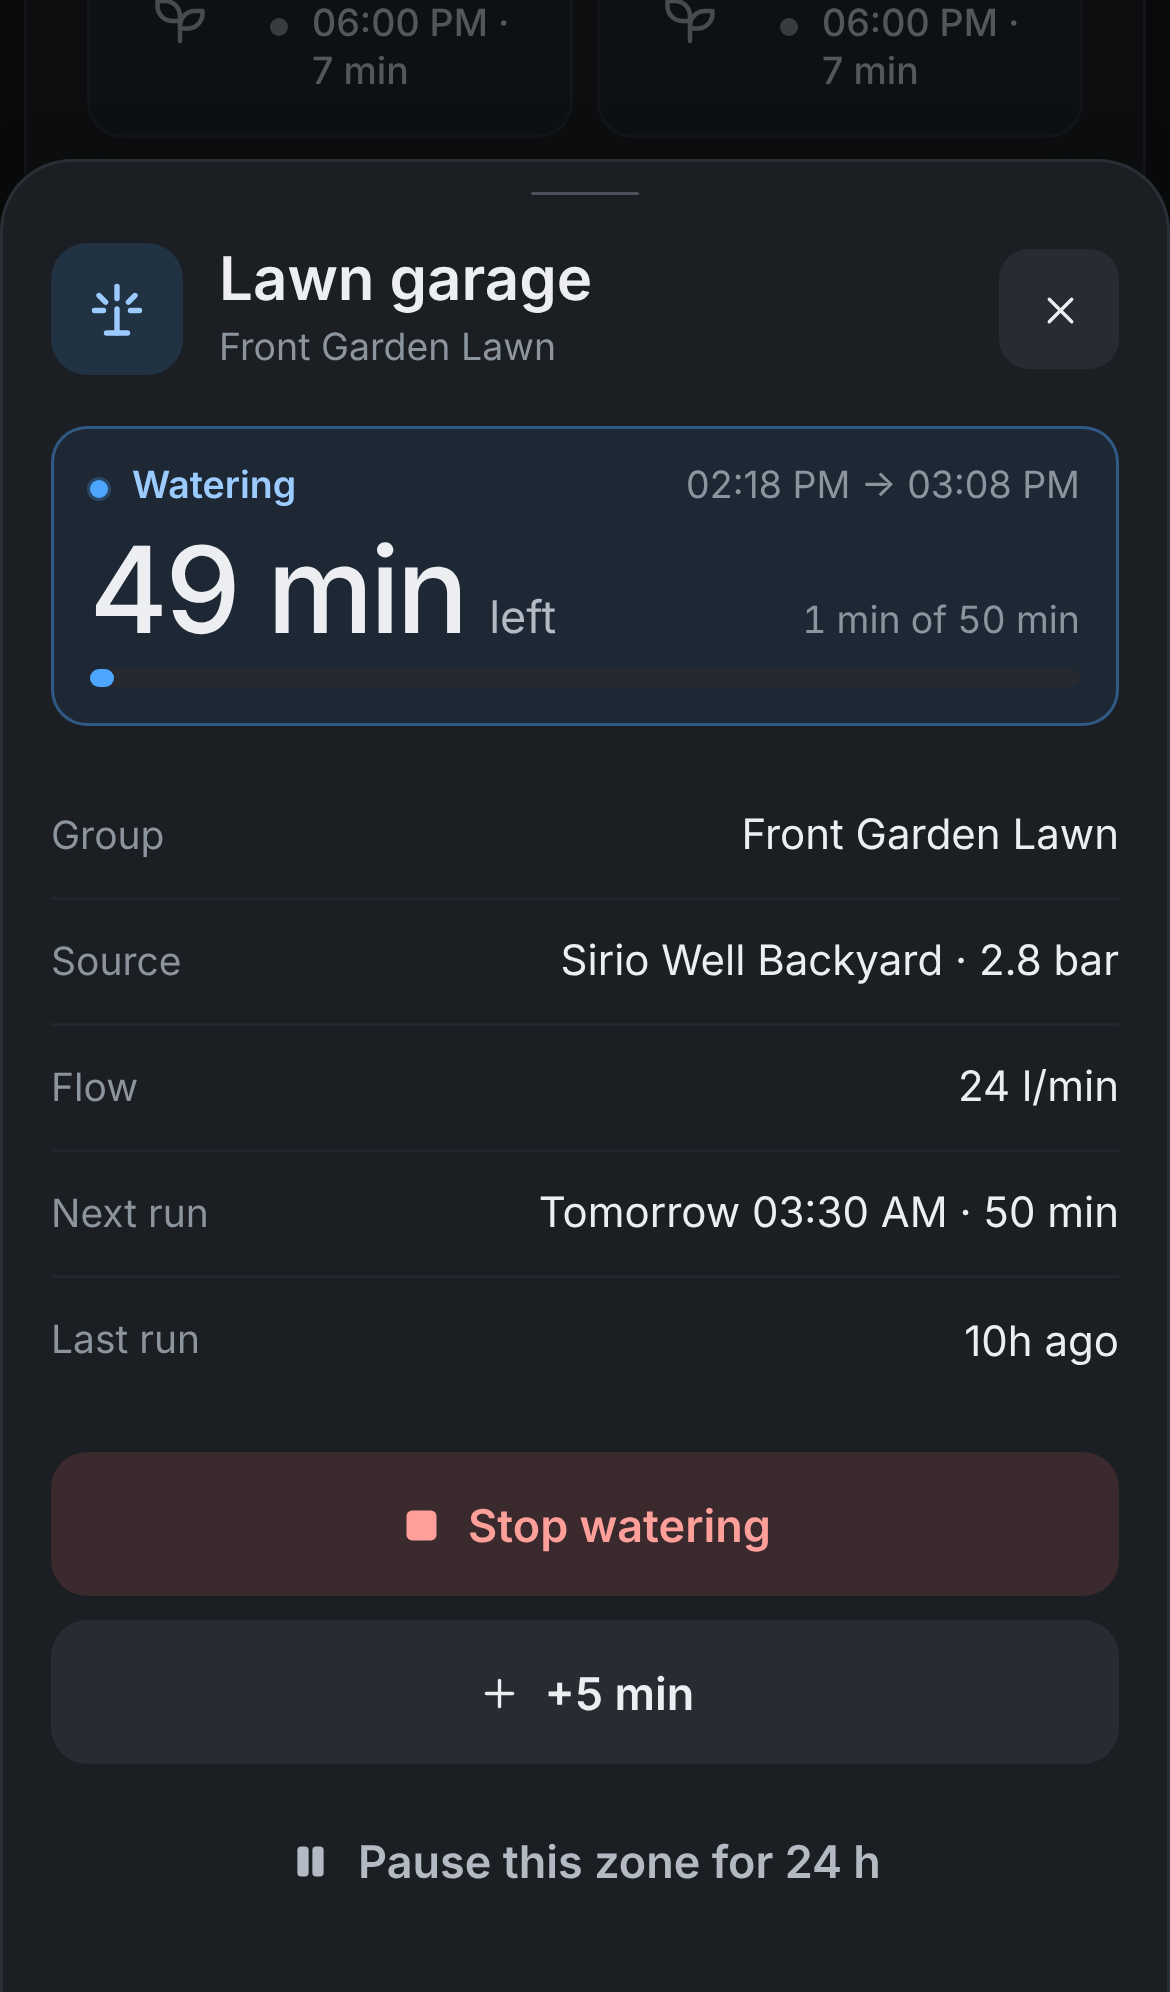 06:00 PM ·
7 min
06:00 PM ·
7 min
Lawn garage
Front Garden Lawn
Watering
02:18 PM → 03:08 PM
49 min left
1 min of 50 min
Group
Front Garden Lawn
Source
Sirio Well Backyard · 2.8 bar
Flow
24 l/min
Next run
Tomorrow 03:30 AM · 50 min
Last run
10h ago
Stop watering
+5 min
Pause this zone for 24 h